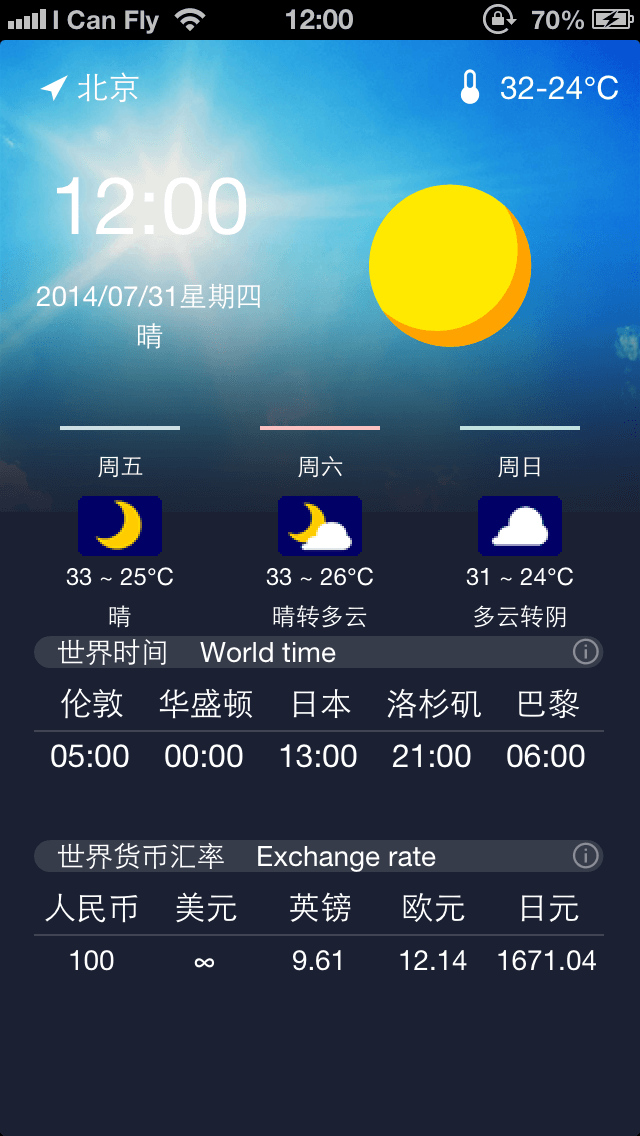 I Can Fly 12:00 70%
北京 32-24°C
12:00
2014/07/31星期四
晴
周五 周六 周日
33 ~ 25°C 33 ~ 26°C 31 ~ 24°C
晴 晴转多云 多云转阴
世界时间 World time
伦敦 华盛顿 日本 洛杉矶 巴黎
05:00 00:00 13:00 21:00 06:00
世界货币汇率 Exchange rate
人民币 美元 英镑 欧元 日元
100 ∞ 9.61 12.14 1671.04